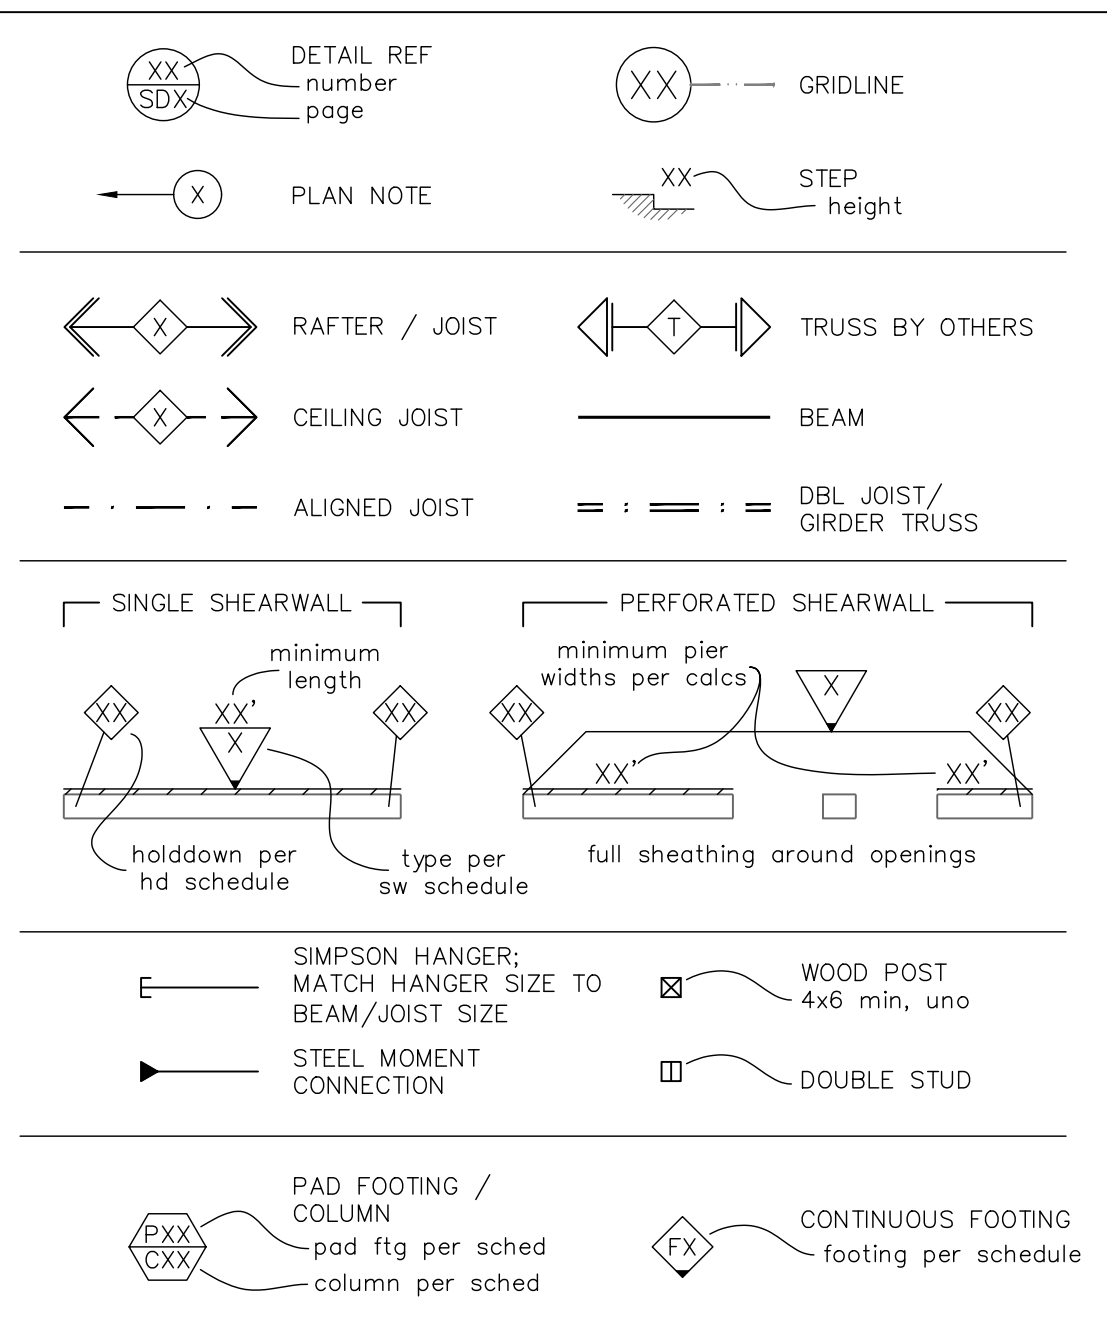 XX
SDX
DETAIL REF
number
page
XX
GRIDLINE
X
PLAN NOTE
XX
STEP
height
X
RAFTER / JOIST
T
TRUSS BY OTHERS
X
CEILING JOIST
BEAM
ALIGNED JOIST
DBL JOIST/
GIRDER TRUSS
SINGLE SHEARWALL
minimum
length
XX
XX'
X
XX
holddown per
hd schedule
type per
sw schedule
PERFORATED SHEARWALL
minimum pier
widths per calcs
XX
X
XX
XX'
XX'
full sheathing around openings
SIMPSON HANGER;
MATCH HANGER SIZE TO
BEAM/JOIST SIZE
WOOD POST
4x6 min, uno
STEEL MOMENT
CONNECTION
DOUBLE STUD
PAD FOOTING /
COLUMN
PXX
CXX
pad ftg per sched
column per sched
FX
CONTINUOUS FOOTING
footing per schedule